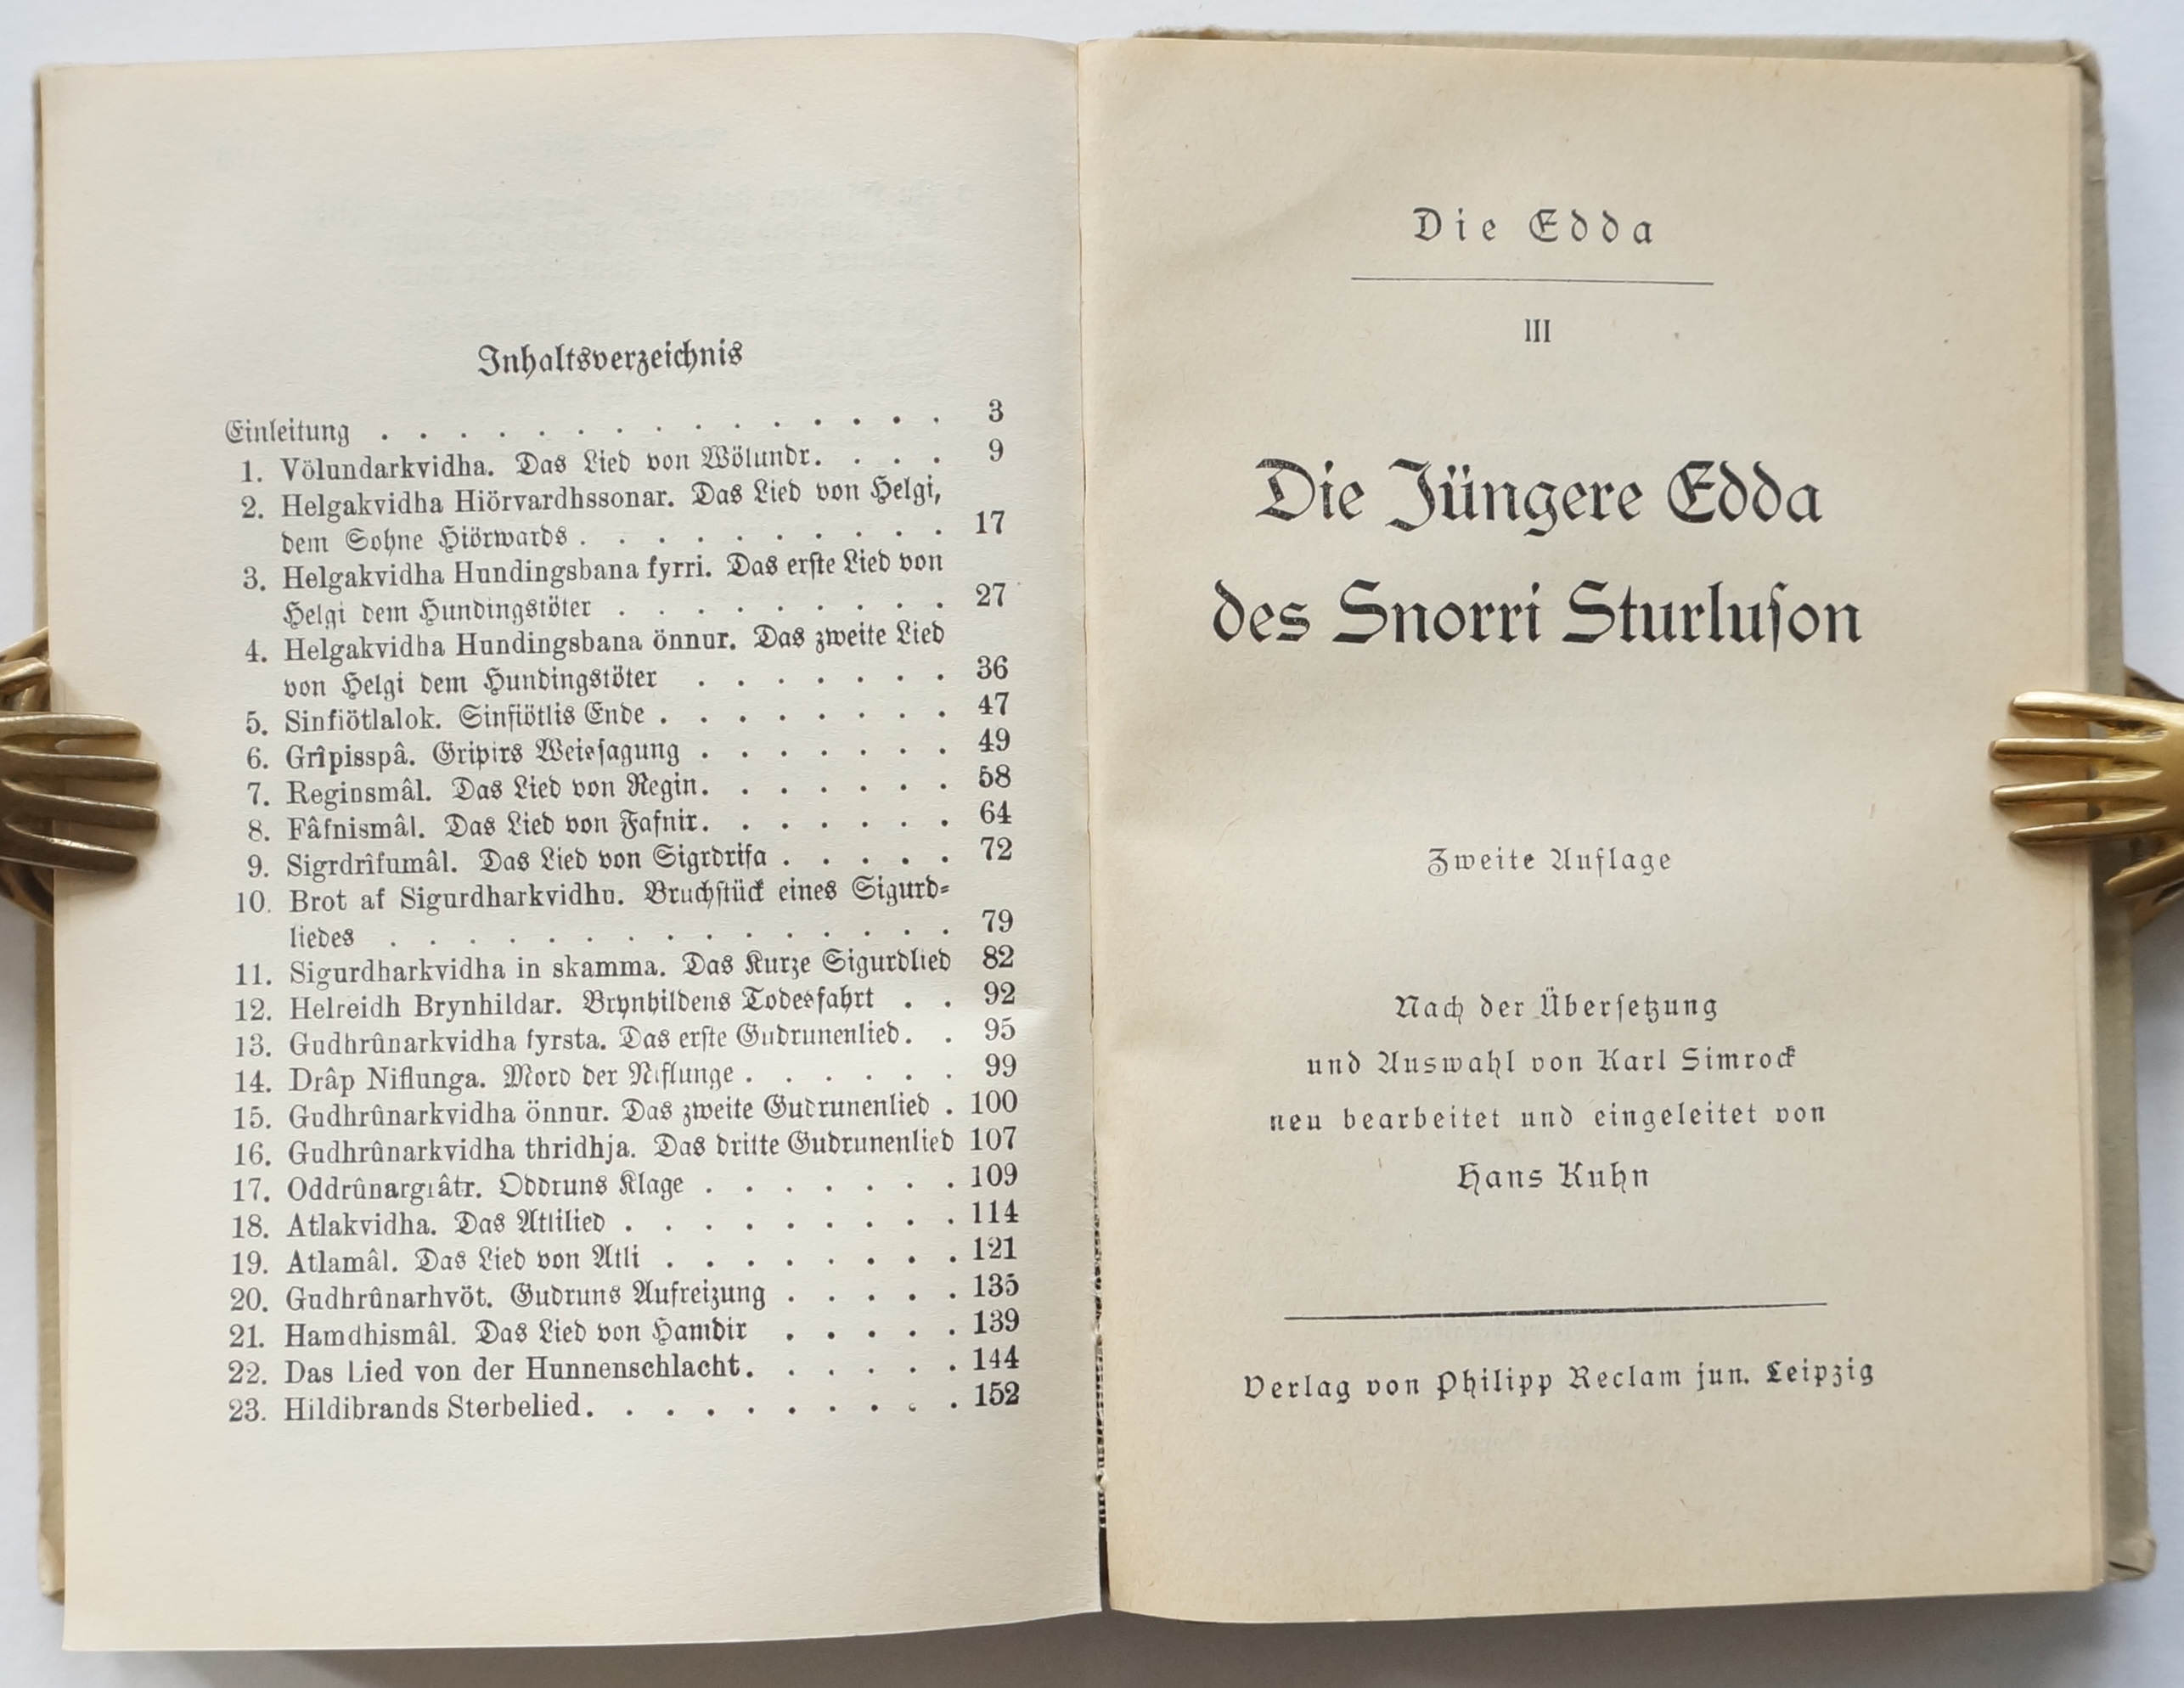 Inhaltsverzeichnis
Einleitung . . . . . . . . . . . . . . . 3
1. Völundarkvidha. Das Lied von Wölundr. . . . 9
2. Helgakvidha Hiörvardhssonar. Das Lied von Helgi,
dem Sohne Hiörwards . . . . . . . . . . 17
3. Helgakvidha Hundingsbana fyrri. Das erste Lied von
Helgi dem Hundingstöter . . . . . . . . . 27
4. Helgakvidha Hundingsbana önnur. Das zweite Lied
von Helgi dem Hundingstöter . . . . . . . 36
5. Sinfiötlalok. Sinfiötlis Ende . . . . . . . . 47
6. Grîpisspâ. Gripirs Weissagung . . . . . . . 49
7. Reginsmâl. Das Lied von Regin. . . . . . . 58
8. Fâfnismâl. Das Lied von Fafnir. . . . . . . 64
9. Sigrdrîfumâl. Das Lied von Sigrdrifa . . . . . 72
10. Brot af Sigurdharkvidhu. Bruchstück eines Sigurd-
liedes . . . . . . . . . . . . . . . 79
11. Sigurdharkvidha in skamma. Das Kurze Sigurdlied 82
12. Helreidh Brynhildar. Brynhildens Todesfahrt . . 92
13. Gudhrûnarkvidha fyrsta. Das erste Gudrunenlied. . 95
14. Drâp Niflunga. Mord der Niflunge . . . . . . 99
15. Gudhrûnarkvidha önnur. Das zweite Gudrunenlied . 100
16. Gudhrûnarkvidha thridhja. Das dritte Gudrunenlied 107
17. Oddrûnargrâtr. Oddruns Klage . . . . . . . 109
18. Atlakvidha. Das Atlilied . . . . . . . . . 114
19. Atlamâl. Das Lied von Atli . . . . . . . . 121
20. Gudhrûnarhvöt. Gudruns Aufreizung . . . . . 135
21. Hamdhismâl. Das Lied von Hamdir . . . . . 139
22. Das Lied von der Hunnenschlacht. . . . . . 144
23. Hildibrands Sterbelied. . . . . . . . . . 152
Die Edda
III
Die Jüngere Edda
des Snorri Sturluson
Zweite Auflage
Nach der Übersetzung
und Auswahl von Karl Simrock
neu bearbeitet und eingeleitet von
Hans Kuhn
Verlag von Philipp Reclam jun. Leipzig